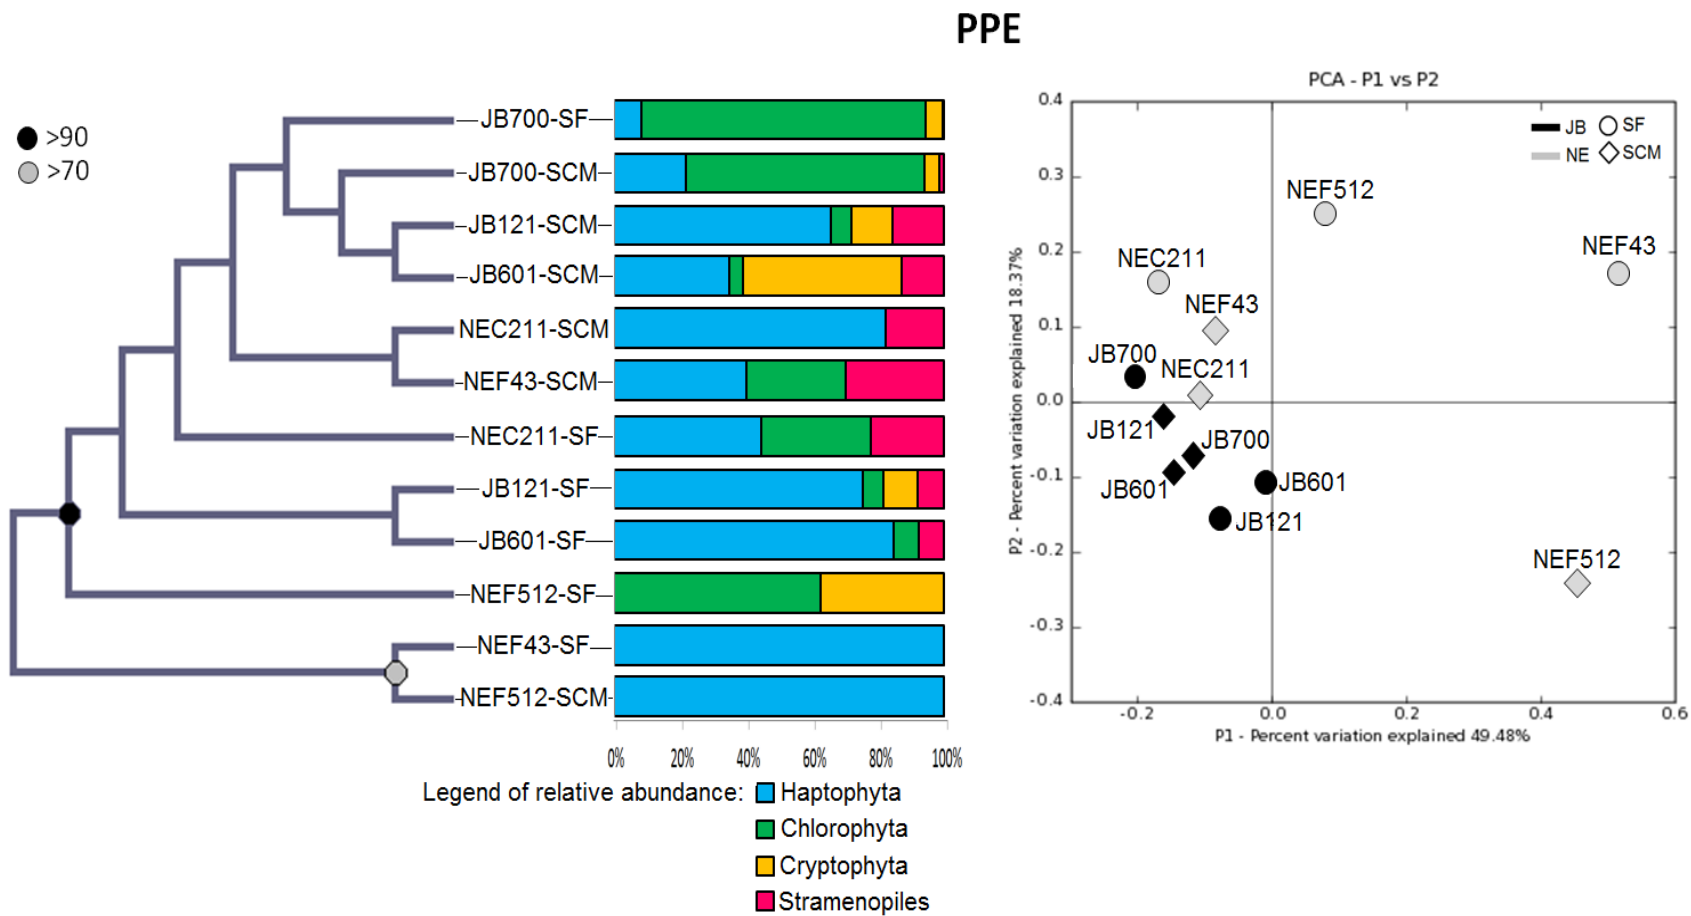 PPE
>90
>70
JB700-SF
JB700-SCM
JB121-SCM
JB601-SCM
NEC211-SCM
NEF43-SCM
NEC211-SF
JB121-SF
JB601-SF
NEF512-SF
NEF43-SF
NEF512-SCM
0% 20% 40% 60% 80% 100%
Legend of relative abundance:
Haptophyta
Chlorophyta
Cryptophyta
Stramenopiles
PCA - P1 vs P2
JB SF
NE SCM
NEF512
NEF43
NEC211
NEF43
JB700
NEC211
JB121
JB700
JB601
JB601
JB121
NEF512
0.4
0.3
0.2
0.1
0.0
-0.1
-0.2
-0.3
-0.4
P2 - Percent variation explained 18.37%
-0.2 0.0 0.2 0.4 0.6
P1 - Percent variation explained 49.48%